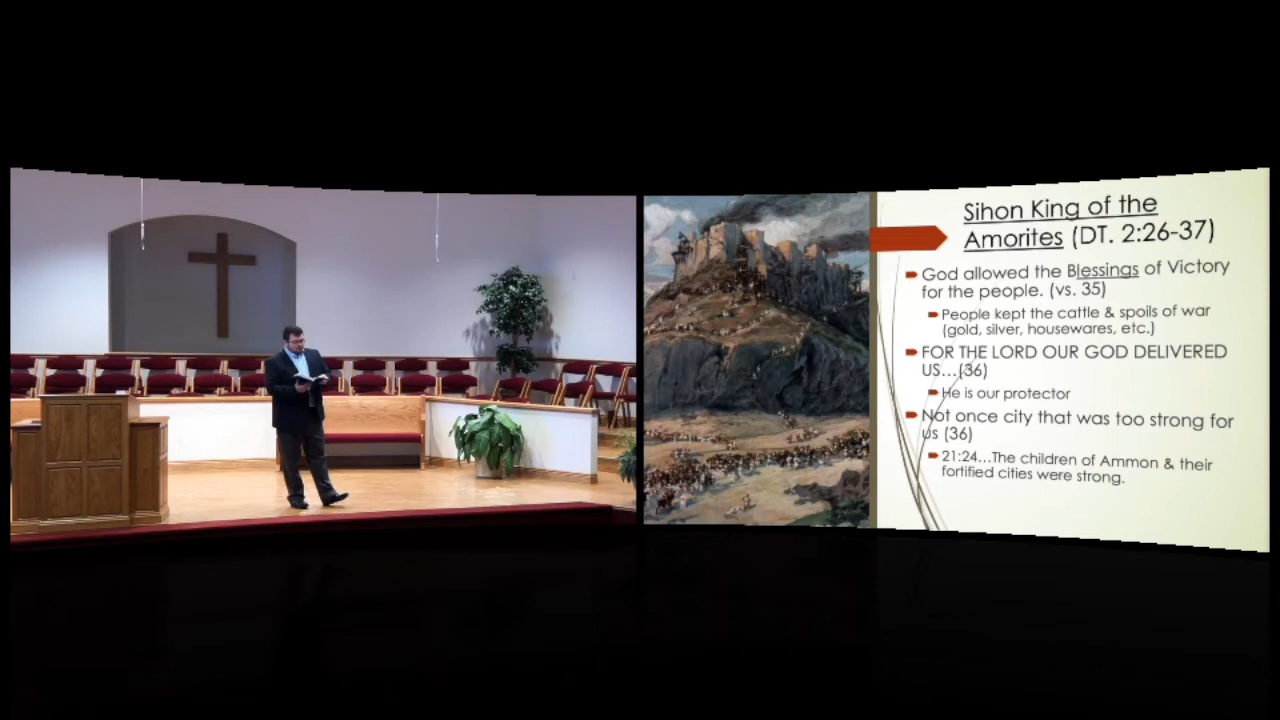 Sihon King of the
Amorites (DT. 2:26-37)
God allowed the Blessings of Victory
for the people. (vs. 35)
People kept the cattle & spoils of war
(gold, silver, housewares, etc.)
FOR THE LORD OUR GOD DELIVERED
US...(36)
He is our protector
Not once city that was too strong for
us (36)
21:24...The children of Ammon & their
fortified cities were strong.